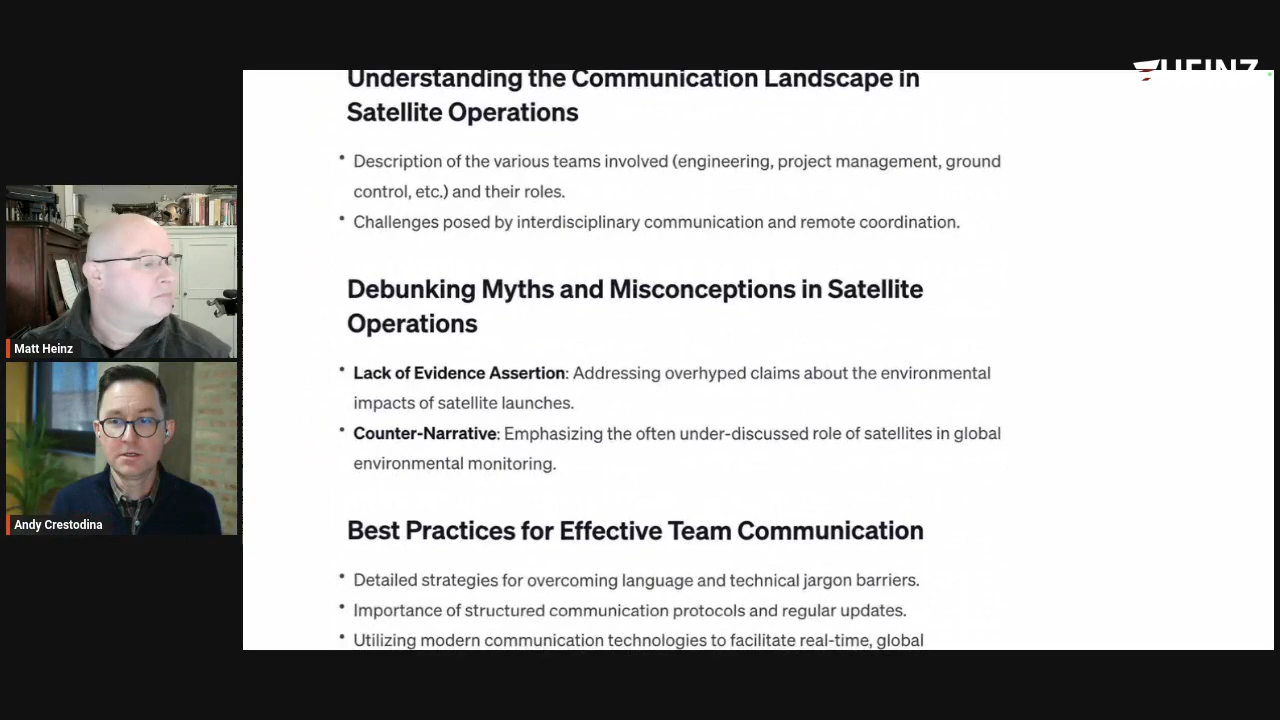 HEINZ
Understanding the Communication Landscape in
Satellite Operations
• Description of the various teams involved (engineering, project management, ground
control, etc.) and their roles.
• Challenges posed by interdisciplinary communication and remote coordination.
Debunking Myths and Misconceptions in Satellite
Operations
• Lack of Evidence Assertion: Addressing overhyped claims about the environmental
impacts of satellite launches.
• Counter-Narrative: Emphasizing the often under-discussed role of satellites in global
environmental monitoring.
Best Practices for Effective Team Communication
• Detailed strategies for overcoming language and technical jargon barriers.
• Importance of structured communication protocols and regular updates.
• Utilizing modern communication technologies to facilitate real-time, global
Matt Heinz
Andy Crestodina